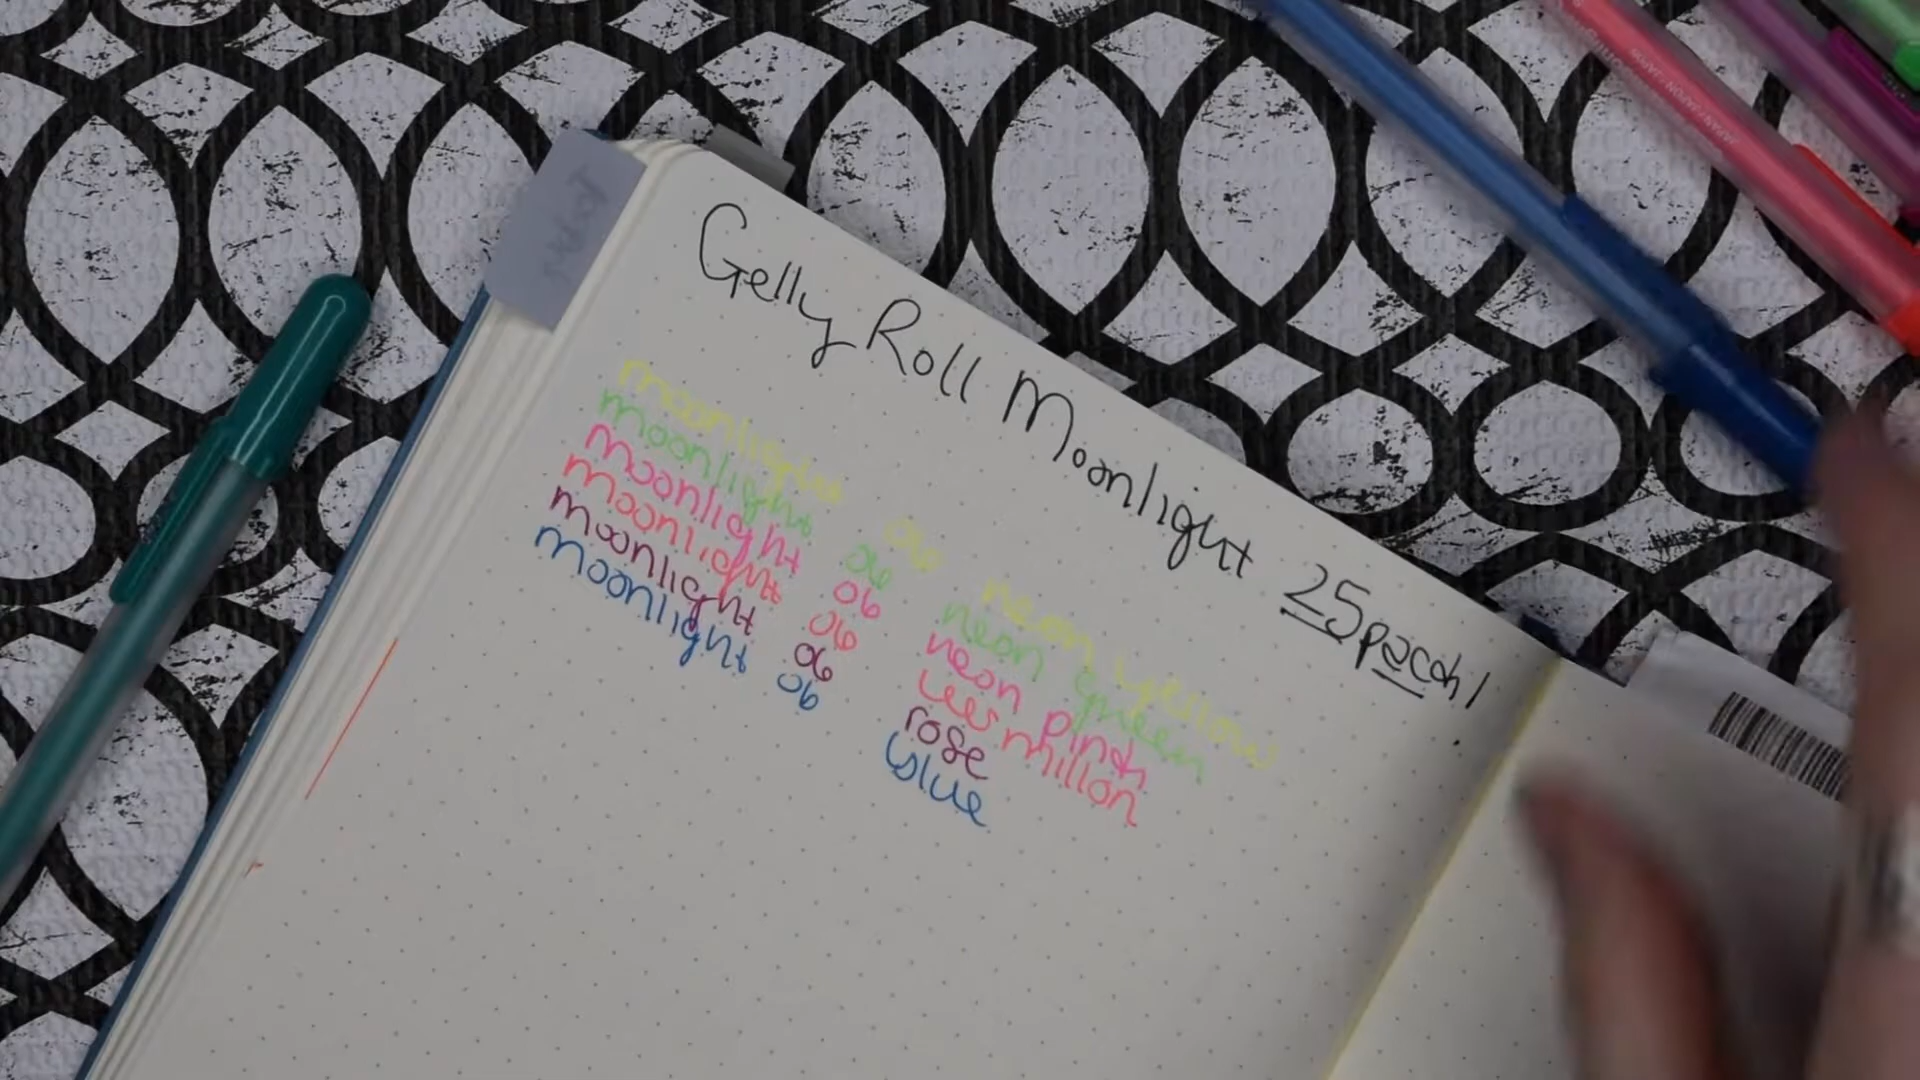 Gelly Roll Moonlight 25pack!
moonlight 06 neon yellow
moonlight 06 neon green
moonlight 06 neon pink
moonlight 06
moonlight 06 rose
moonlight 06 blue
JAPAN